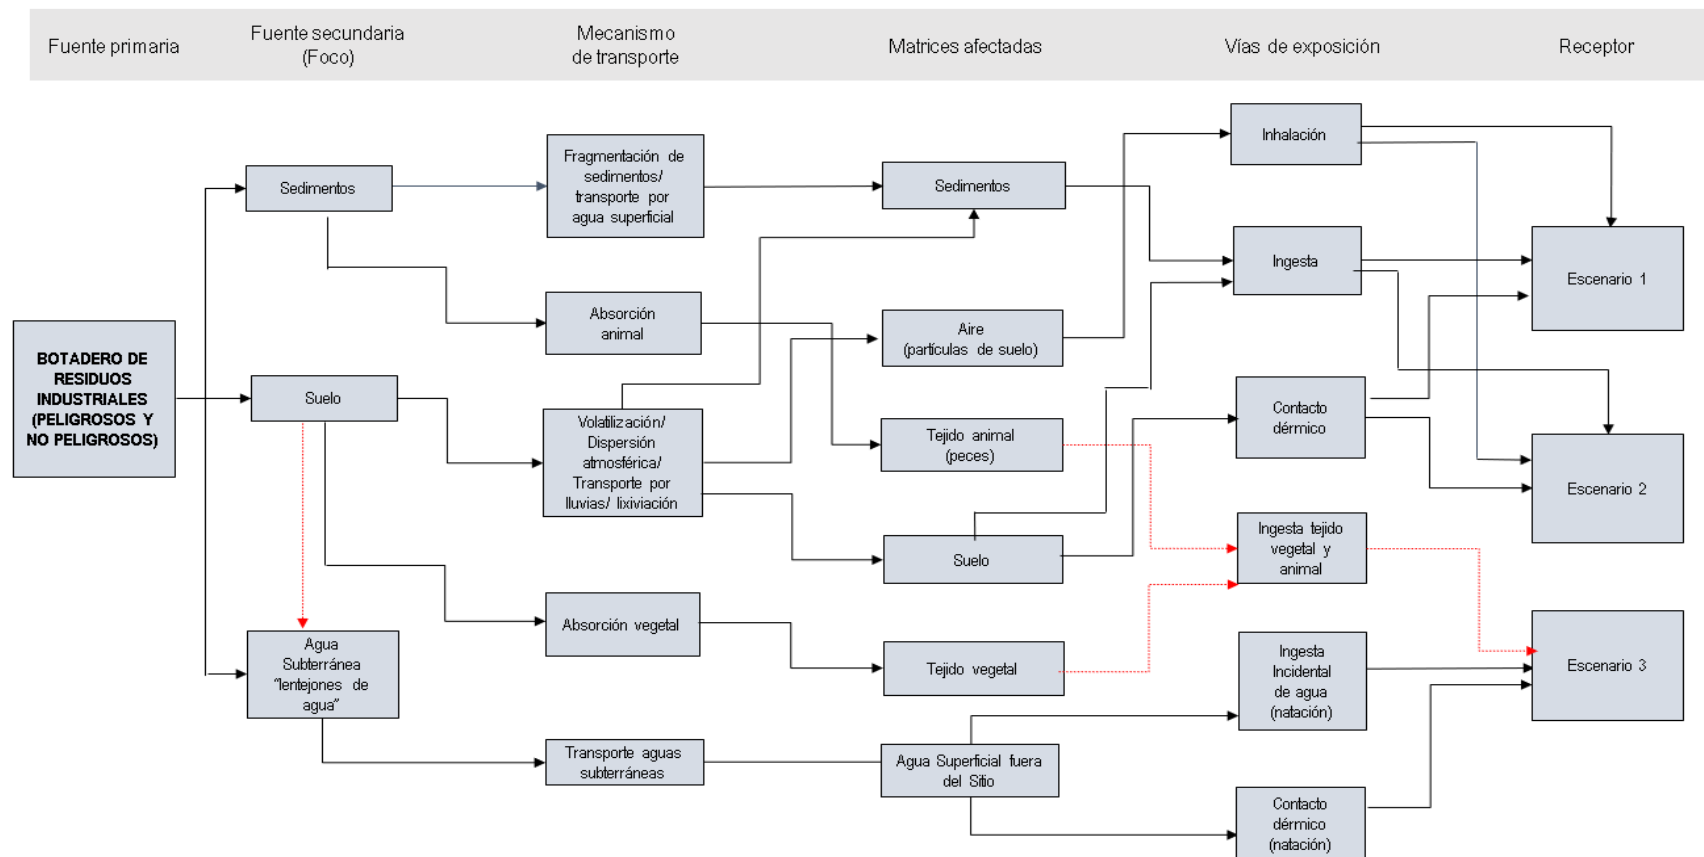 Fuente primaria
Fuente secundaria
(Foco)
Mecanismo
de transporte
Matrices afectadas
Vías de exposición
Receptor
BOTADERO DE
RESIDUOS
INDUSTRIALES
(PELIGROSOS Y
NO PELIGROSOS)
Sedimentos
Suelo
Agua
Subterránea
"lentejones de
agua"
Fragmentación de
sedimentos/
transporte por
agua superficial
Absorción
animal
Volatilización/
Dispersión
atmosférica/
Transporte por
lluvias/ lixiviación
Absorción vegetal
Transporte aguas
subterráneas
Sedimentos
Aire
(partículas de suelo)
Tejido animal
(peces)
Suelo
Tejido vegetal
Agua Superficial fuera
del Sitio
Inhalación
Ingesta
Contacto
dérmico
Ingesta tejido
vegetal y
animal
Ingesta
Incidental
de agua
(natación)
Contacto
dérmico
(natación)
Escenario 1
Escenario 2
Escenario 3